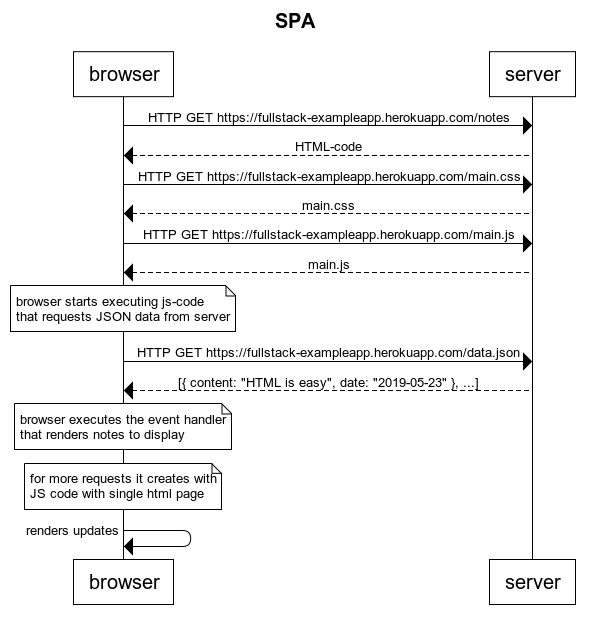 SPA
browser
server
HTTP GET https://fullstack-exampleapp.herokuapp.com/notes
HTML-code
HTTP GET https://fullstack-exampleapp.herokuapp.com/main.css
main.css
HTTP GET https://fullstack-exampleapp.herokuapp.com/main.js
main.js
browser starts executing js-code
that requests JSON data from server
HTTP GET https://fullstack-exampleapp.herokuapp.com/data.json
[{ content: "HTML is easy", date: "2019-05-23" }, ...]
browser executes the event handler
that renders notes to display
for more requests it creates with
JS code with single html page
renders updates
browser
server